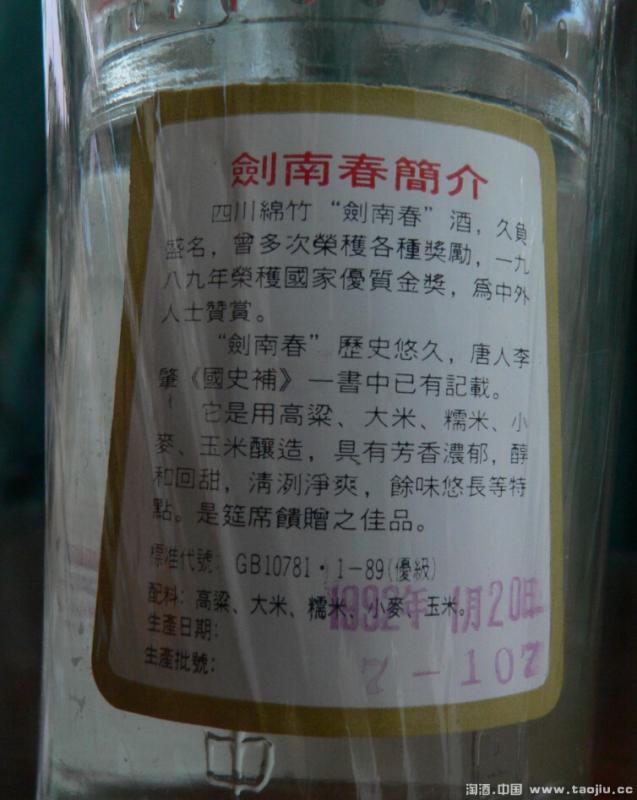 劍南春簡介
四川綿竹“劍南春”酒，久負
盛名，曾多次榮獲各種獎勵，一九
八九年榮獲國家優質金獎，爲中外
人士贊賞。
“劍南春”歷史悠久，唐人李
肇《國史補》一書中已有記載。
它是用高粱、大米、糯米、小
麥、玉米釀造，具有芳香濃郁，醇
和回甜，清洌淨爽，餘味悠長等特
點。是筵席饋贈之佳品。
標准代號：GB10781·1-89(優級)
配料：高粱、大米、糯米、小麥、玉米。
生產日期：1992年1月20日
生產批號：7-107
中
淘酒.中国 www.taojiu.cc